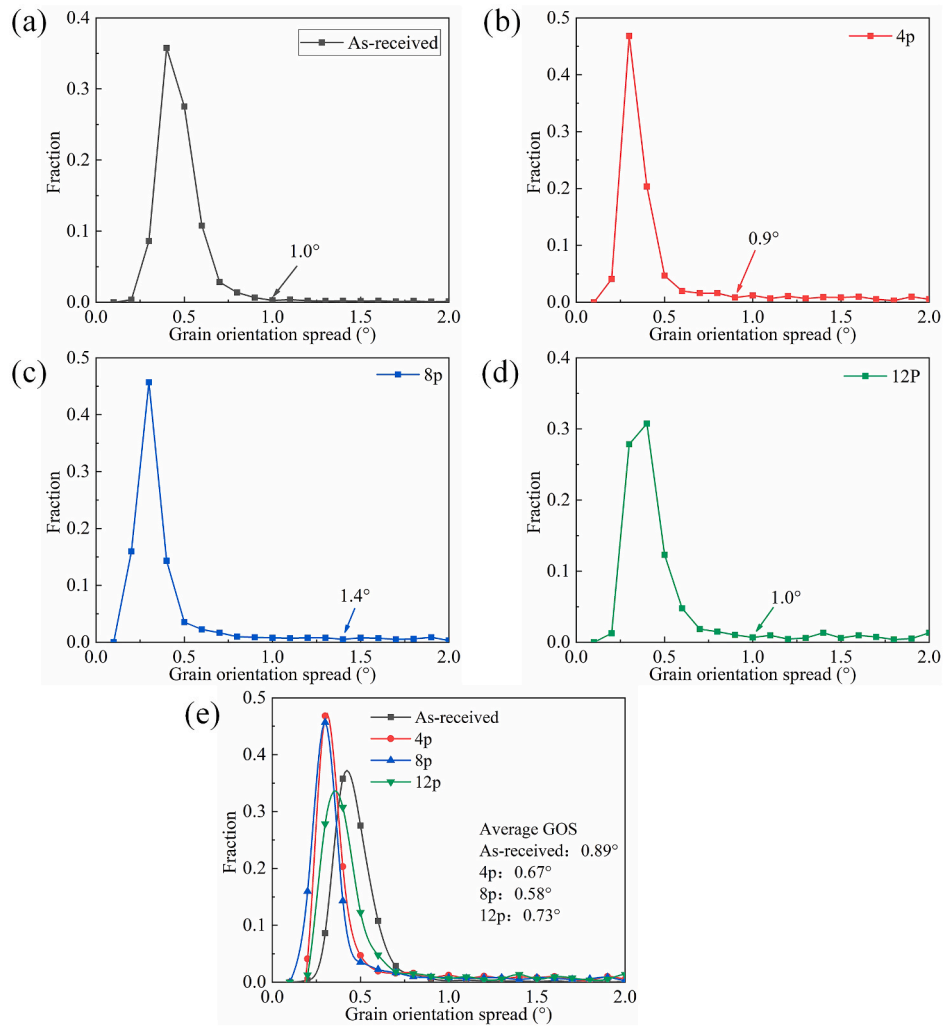 (a)
0.4
0.3
0.2
0.1
0.0
Fraction
As-received
1.0°
0.0 0.5 1.0 1.5 2.0
Grain orientation spread (°)
(b)
0.5
0.4
0.3
0.2
0.1
0.0
Fraction
4p
0.9°
0.0 0.5 1.0 1.5 2.0
Grain orientation spread (°)
(c)
0.5
0.4
0.3
0.2
0.1
0.0
Fraction
8p
1.4°
0.0 0.5 1.0 1.5 2.0
Grain orientation spread (°)
(d)
0.4
0.3
0.2
0.1
0.0
Fraction
12P
1.0°
0.0 0.5 1.0 1.5 2.0
Grain orientation spread (°)
(e)
0.5
0.4
0.3
0.2
0.1
0.0
Fraction
As-received
4p
8p
12p
Average GOS
As-received：0.89°
4p：0.67°
8p：0.58°
12p：0.73°
0.0 0.5 1.0 1.5 2.0
Grain orientation spread (°)